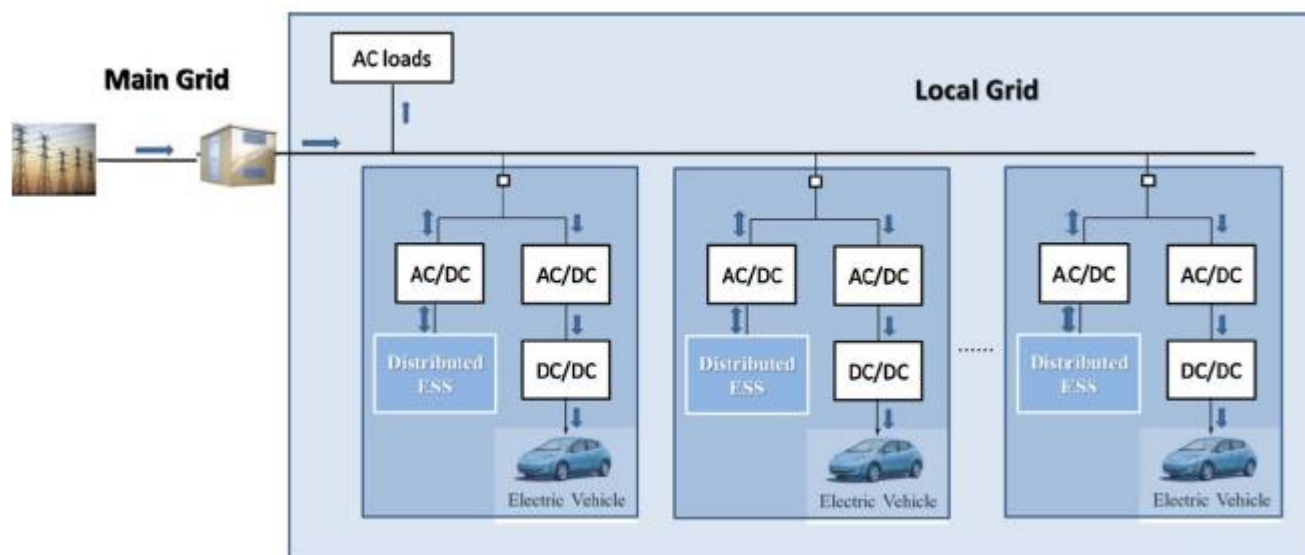 Main Grid
AC loads
Local Grid
AC/DC
AC/DC
Distributed
ESS
DC/DC
Electric Vehicle
AC/DC
AC/DC
Distributed
ESS
DC/DC
Electric Vehicle
......
AC/DC
AC/DC
Distributed
ESS
DC/DC
Electric Vehicle